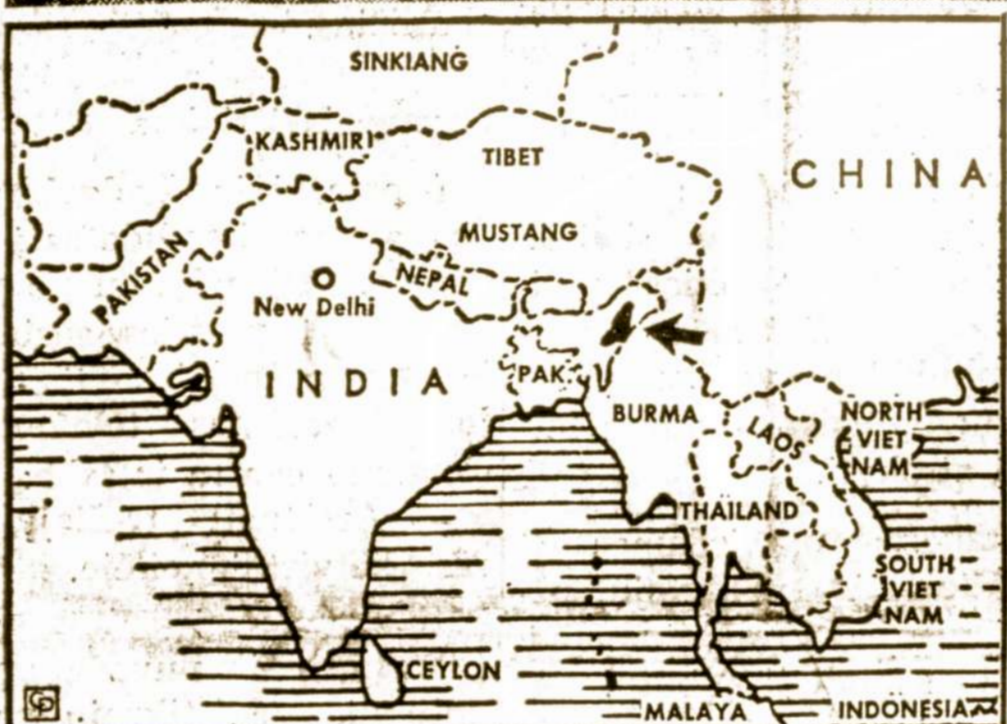 SINKIANG
KASHMIR
TIBET
CHINA
MUSTANG
PAKISTAN
NEPAL
New Delhi
INDIA
PAK.
BURMA
LAOS
NORTH
VIET
NAM
THAILAND
SOUTH
VIET
NAM
CEYLON
MALAYA
INDONESIA
CP